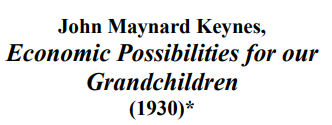 John Maynard Keynes,
Economic Possibilities for our
Grandchildren
(1930)*